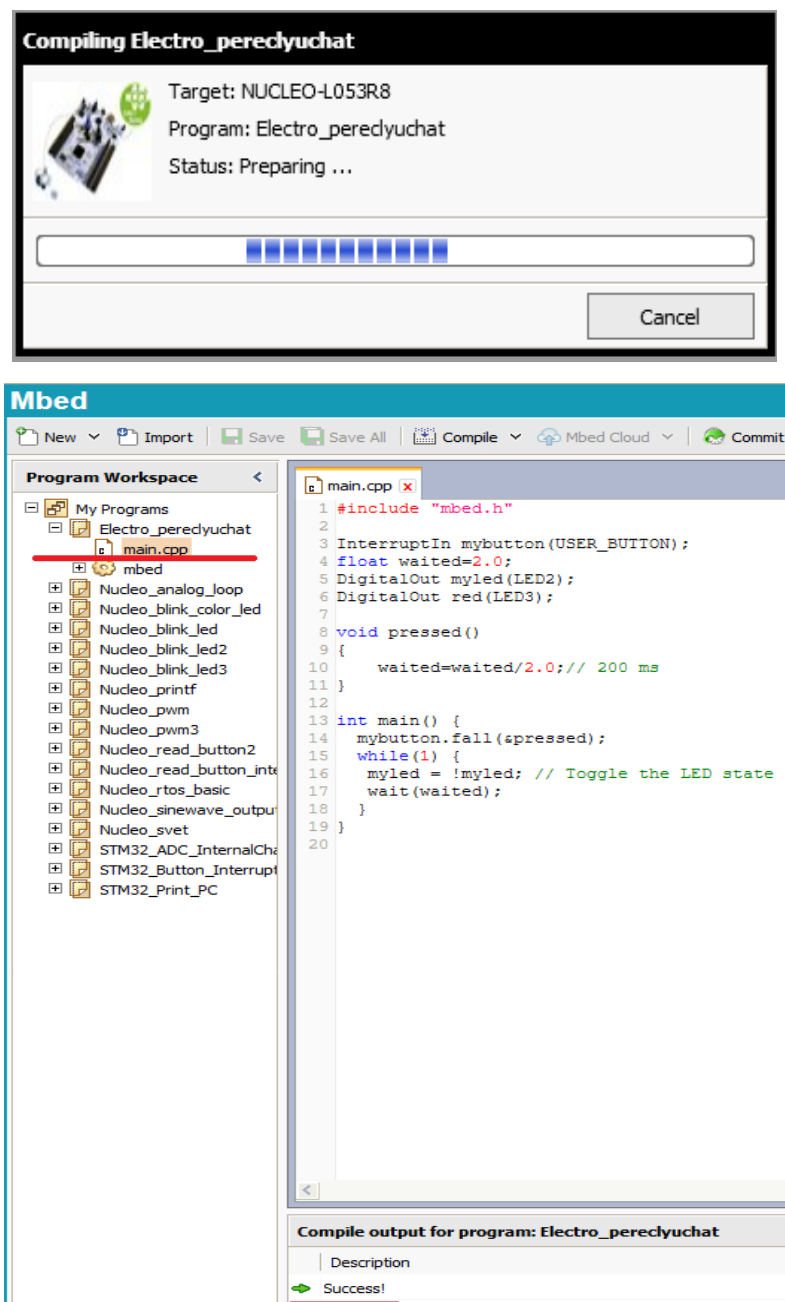 Compiling Electro_pereclyuchat
Target: NUCLEO-L053R8
Program: Electro_pereclyuchat
Status: Preparing ...
Cancel
Mbed
New Import Save Save All Compile Mbed Cloud Commit
Program Workspace <
My Programs
Electro_pereclyuchat
main.cpp
mbed
Nucleo_analog_loop
Nucleo_blink_color_led
Nucleo_blink_led
Nucleo_blink_led2
Nucleo_blink_led3
Nucleo_printf
Nucleo_pwm
Nucleo_pwm3
Nucleo_read_button2
Nucleo_read_button_inte
Nucleo_rtos_basic
Nucleo_sinewave_output
Nucleo_svet
STM32_ADC_InternalCha
STM32_Button_Interrupt
STM32_Print_PC
main.cpp x
1 #include "mbed.h"
2
3 InterruptIn mybutton(USER_BUTTON);
4 float waited=2.0;
5 DigitalOut myled(LED2);
6 DigitalOut red(LED3);
7
8 void pressed()
9 {
10     waited=waited/2.0;// 200 ms
11 }
12
13 int main() {
14   mybutton.fall(&pressed);
15   while(1) {
16    myled = !myled; // Toggle the LED state
17    wait(waited);
18   }
19 }
20
Compile output for program: Electro_pereclyuchat
Description
Success!